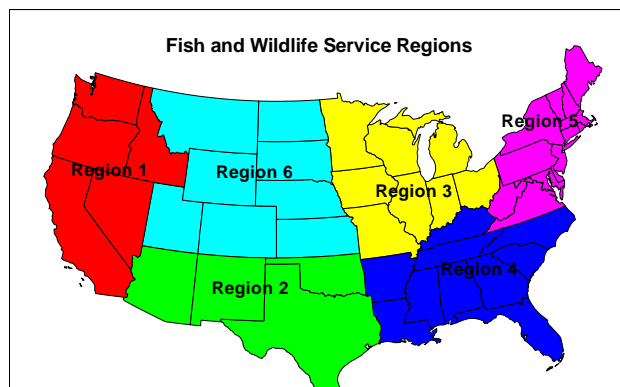 Fish and Wildlife Service Regions
Region 5
Region 1
Region 6
Region 3
Region 4
Region 2